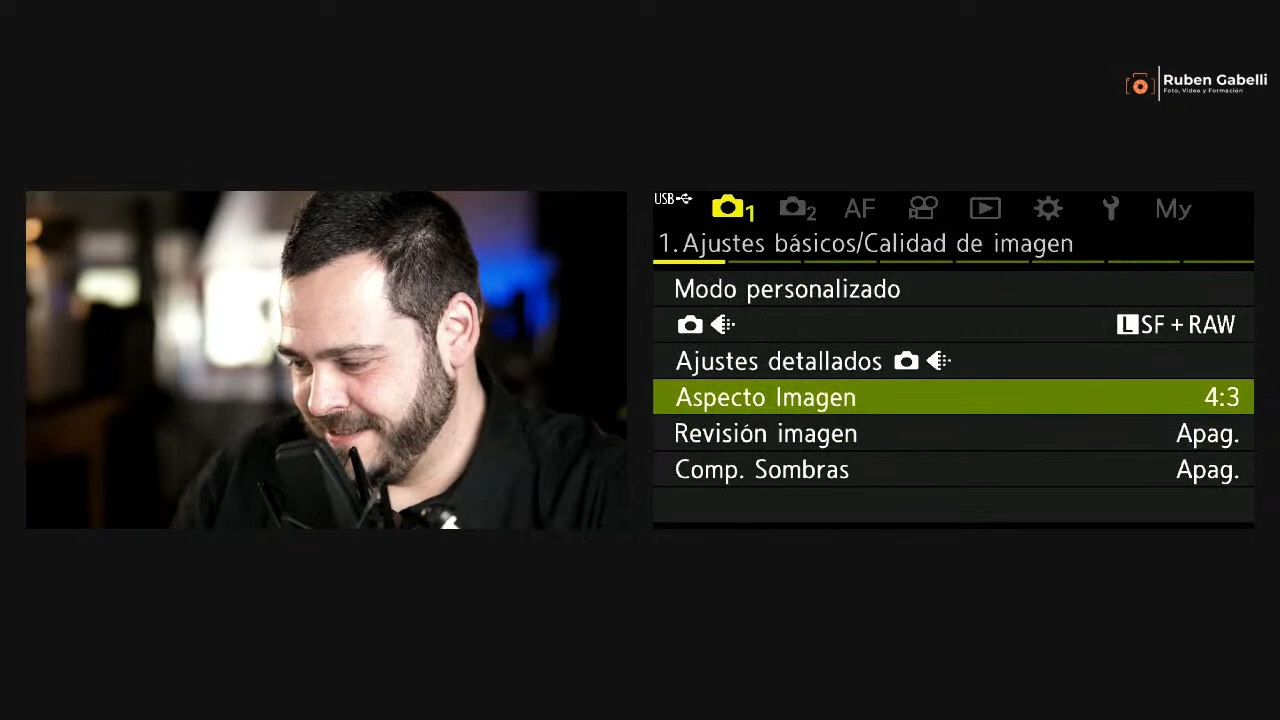 Ruben Gabelli
Foto, Video y Formación
USB 1 2 AF My
1. Ajustes básicos/Calidad de imagen
Modo personalizado
L SF + RAW
Ajustes detallados
Aspecto Imagen 4:3
Revisión imagen Apag.
Comp. Sombras Apag.